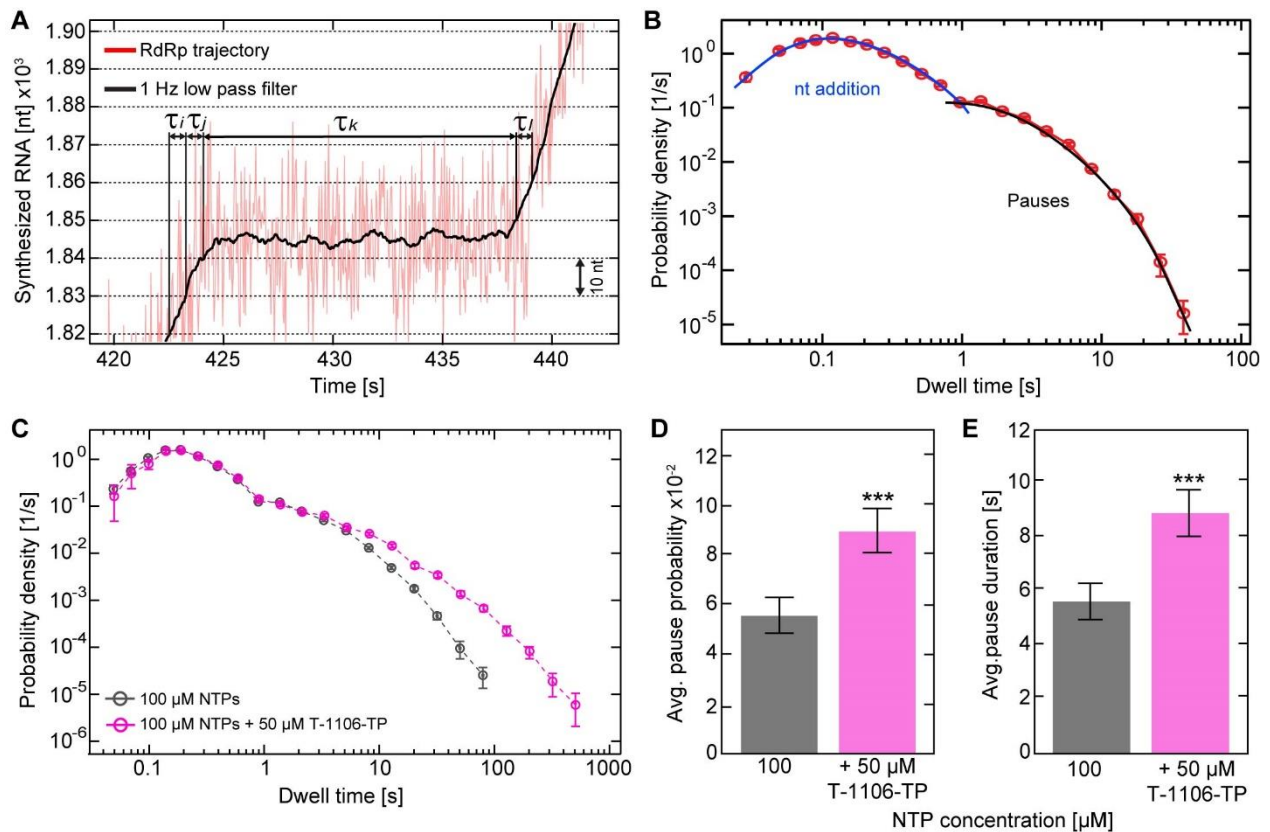 A
RdRp trajectory
1 Hz low pass filter
τi τj τk τl
10 nt
Synthesized RNA [nt] x10³
1.90
1.89
1.88
1.87
1.86
1.85
1.84
1.83
1.82
420 425 430 435 440
Time [s]
B
nt addition
Pauses
Probability density [1/s]
10⁰
10⁻¹
10⁻²
10⁻³
10⁻⁴
10⁻⁵
0.1 1 10 100
Dwell time [s]
C
Probability density [1/s]
10⁰
10⁻¹
10⁻²
10⁻³
10⁻⁴
10⁻⁵
10⁻⁶
100 µM NTPs
100 µM NTPs + 50 µM T-1106-TP
0.1 1 10 100 1000
Dwell time [s]
D
Avg. pause probability x10⁻²
12
10
8
6
4
2
0
***
100
+ 50 µM
T-1106-TP
E
Avg.pause duration [s]
12
10
8
6
4
2
0
***
100
+ 50 µM
T-1106-TP
NTP concentration [µM]